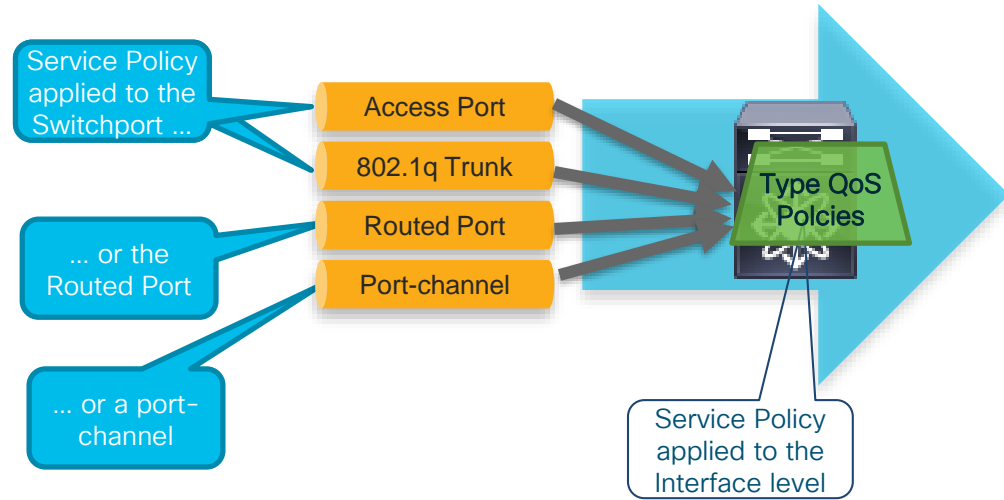 Service Policy
applied to the
Switchport ...
Access Port
802.1q Trunk
Routed Port
Port-channel
... or the
Routed Port
... or a port-
channel
Type QoS
Polcies
Service Policy
applied to the
Interface level